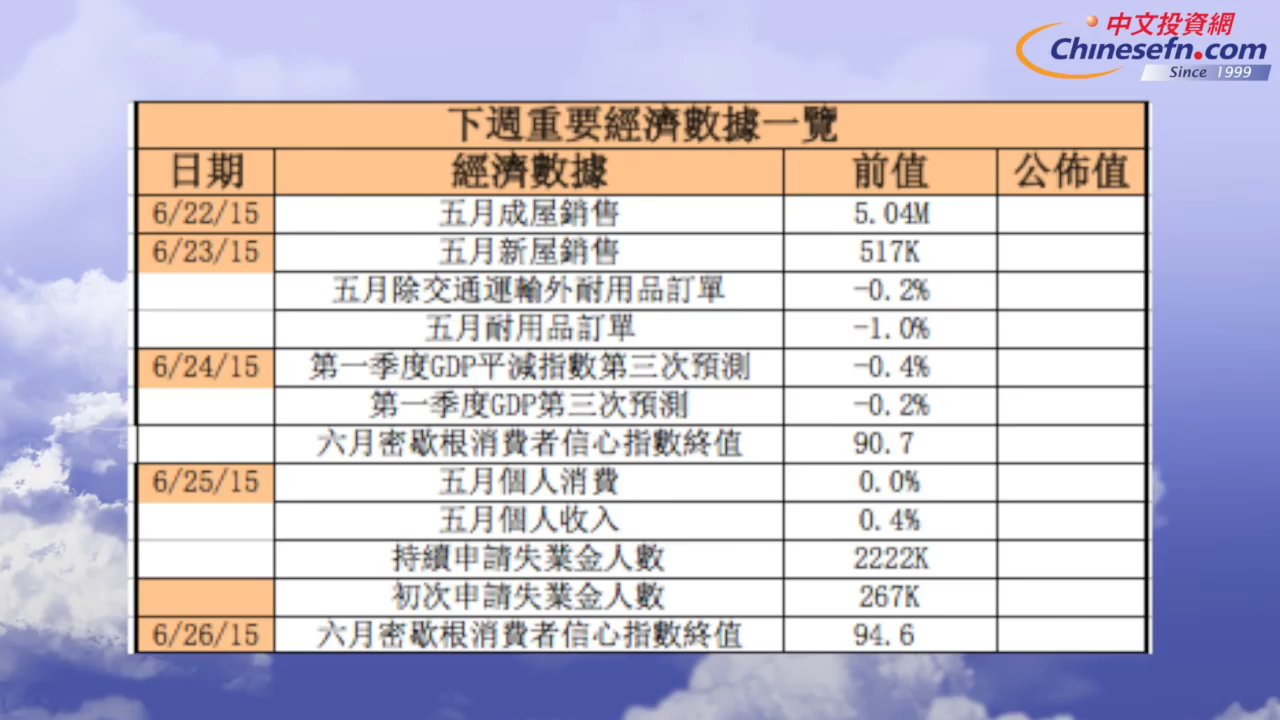 中文投資網
Chinesefn.com
Since 1999
下週重要經濟數據一覽
日期 經濟數據 前值 公佈值
6/22/15 五月成屋銷售 5.04M
6/23/15 五月新屋銷售 517K
五月除交通運輸外耐用品訂單 -0.2%
五月耐用品訂單 -1.0%
6/24/15 第一季度GDP平減指數第三次預測 -0.4%
第一季度GDP第三次預測 -0.2%
六月密歇根消費者信心指數終值 90.7
6/25/15 五月個人消費 0.0%
五月個人收入 0.4%
持續申請失業金人數 2222K
初次申請失業金人數 267K
6/26/15 六月密歇根消費者信心指數終值 94.6